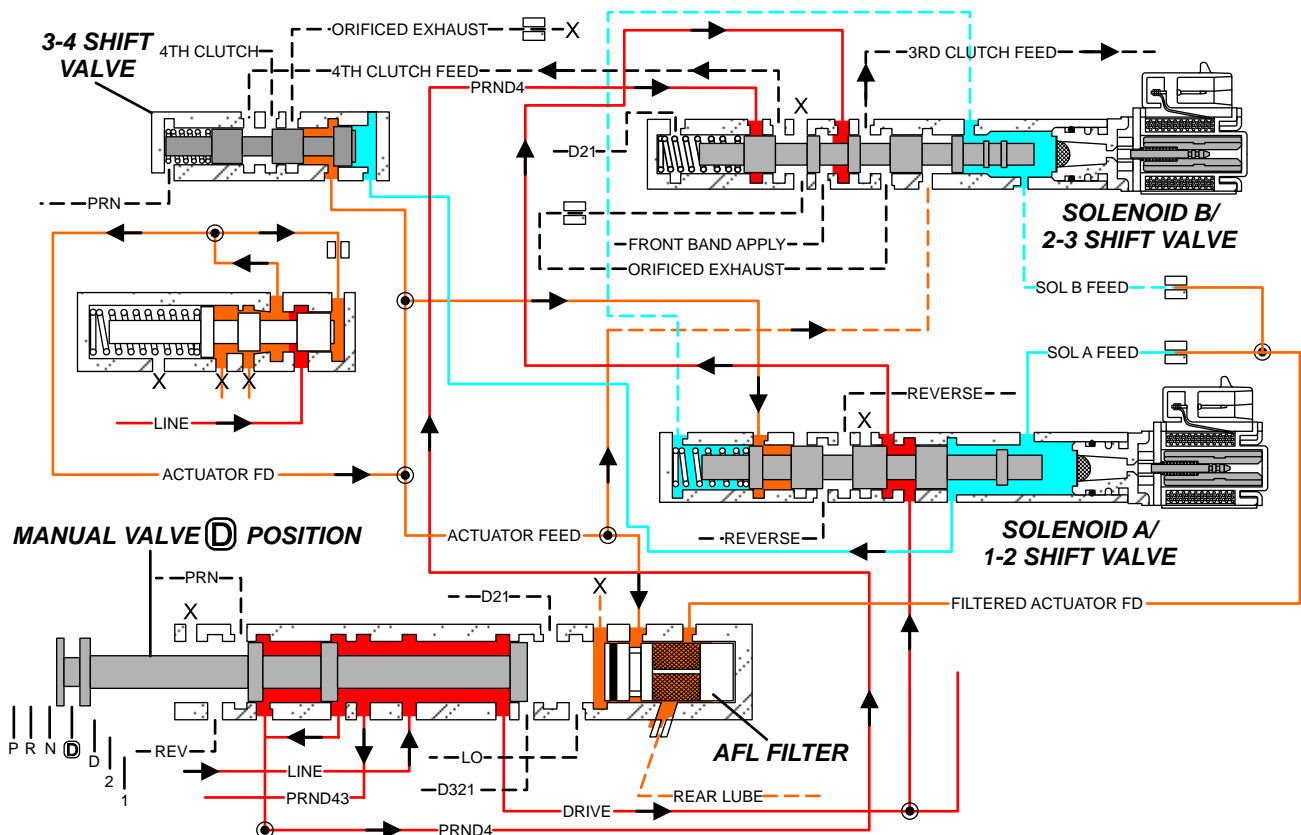 ORIFICED EXHAUST X
3-4 SHIFT
VALVE
4TH CLUTCH
3RD CLUTCH FEED
4TH CLUTCH FEED
PRND4
X
D21
PRN
SOLENOID B/
2-3 SHIFT VALVE
FRONT BAND APPLY
ORIFICED EXHAUST
SOL B FEED
SOL A FEED
X X X
REVERSE
X
LINE
ACTUATOR FD
MANUAL VALVE D POSITION
ACTUATOR FEED
REVERSE
SOLENOID A/
1-2 SHIFT VALVE
PRN
X
D21
X
FILTERED ACTUATOR FD
P R N D D 2 1
REV
LO
AFL FILTER
LINE
D321
PRND43
REAR LUBE
DRIVE
PRND4